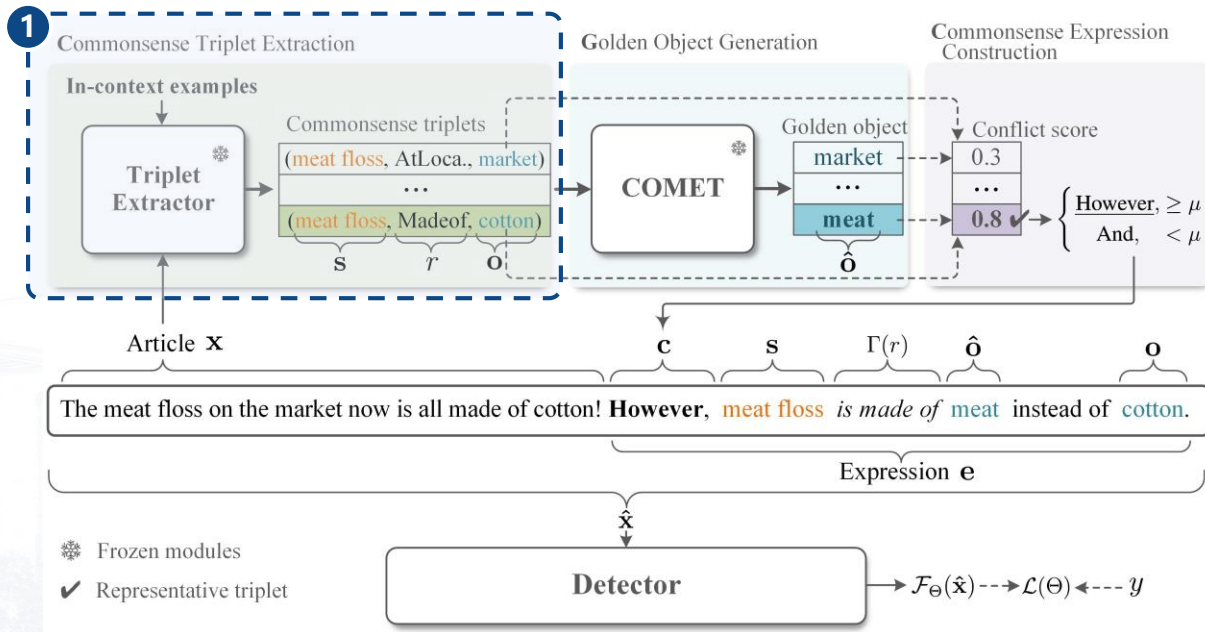 1
Commonsense Triplet Extraction
In-context examples
Triplet
Extractor
Commonsense triplets
(meat floss, AtLoca., market)
...
(meat floss, Madeof, cotton)
s
r
o
Golden Object Generation
COMET
Golden object
market
...
meat
ô
Commonsense Expression
Construction
Conflict score
0.3
...
0.8 ✔
However, ≥ μ
And, < μ
Article x
c
s
Γ(r)
ô
o
The meat floss on the market now is all made of cotton! However, meat floss is made of meat instead of cotton.
Expression e
x̂
❄ Frozen modules
✔ Representative triplet
Detector
F_Θ(x̂)
L(Θ)
y